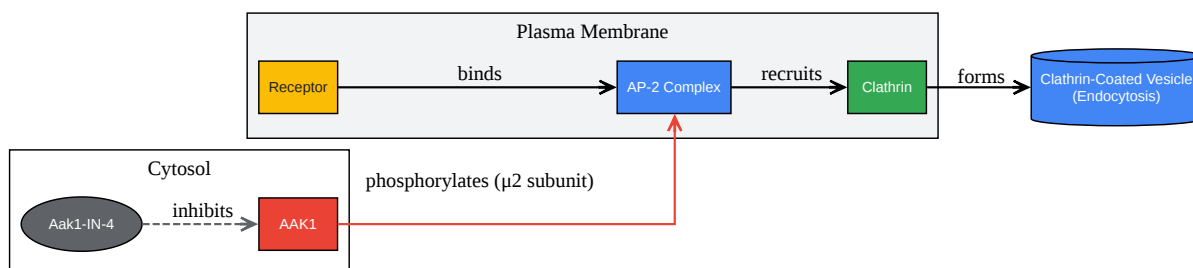 Plasma Membrane
Receptor
binds
AP-2 Complex
recruits
Clathrin
forms
Clathrin-Coated Vesicle
(Endocytosis)
Cytosol
Aak1-IN-4
inhibits
AAK1
phosphorylates (μ2 subunit)